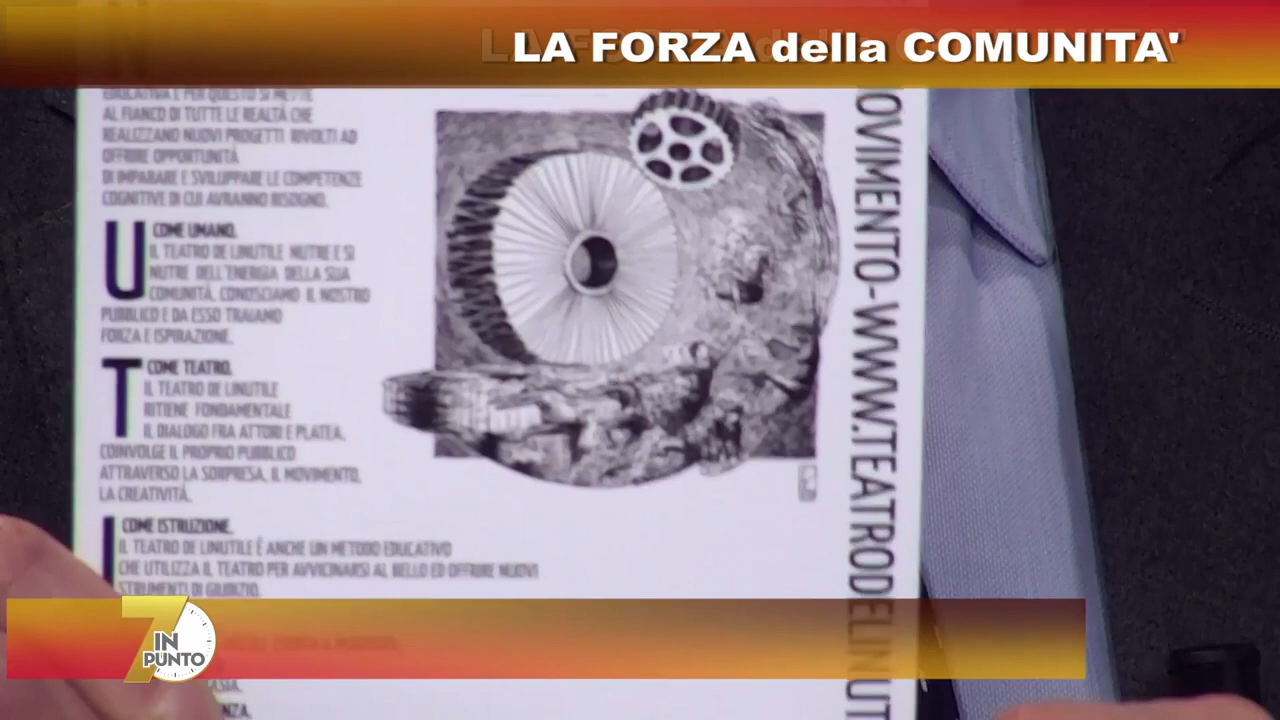 LA FORZA della COMUNITA'
EDUCATIVA E PER QUESTO SI METTE
AL FIANCO DI TUTTE LE REALTÀ CHE
REALIZZANO NUOVI PROGETTI RIVOLTI AD
OFFRIRE OPPORTUNITÀ
DI IMPARARE E SVILUPPARE LE COMPETENZE
COGNITIVE DI CUI AVRANNO BISOGNO.
U COME UMANO.
IL TEATRO DE LINUTILE NUTRE E SI
NUTRE DELL'ENERGIA DELLA SUA
COMUNITÀ. CONOSCIAMO IL NOSTRO
PUBBLICO E DA ESSO TRAIAMO
FORZA E ISPIRAZIONE.
T COME TEATRO.
IL TEATRO DE LINUTILE
RITIENE FONDAMENTALE
IL DIALOGO FRA ATTORI E PLATEA.
COINVOLGE IL PROPRIO PUBBLICO
ATTRAVERSO LA SORPRESA, IL MOVIMENTO,
LA CREATIVITÀ.
I COME ISTRUZIONE.
IL TEATRO DE LINUTILE È ANCHE UN METODO EDUCATIVO
CHE UTILIZZA IL TEATRO PER AVVICINARSI AL BELLO ED OFFRIRE NUOVI
STRUMENTI DI GIUDIZIO.
OVIMENTO-WWW.TEATRODELINUT
7 IN
PUNTO